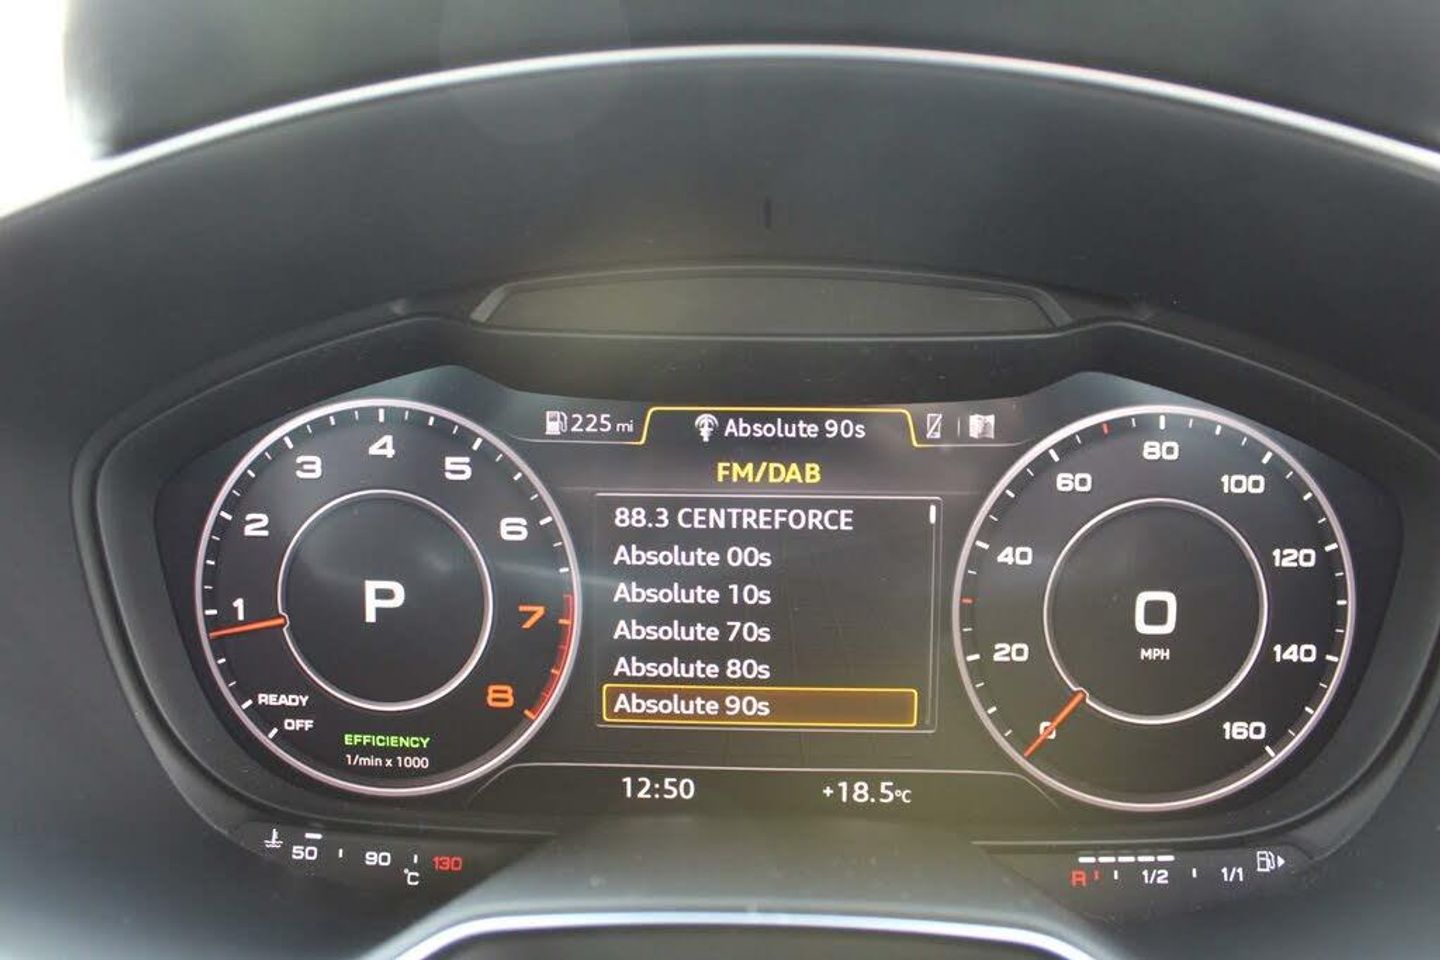 225 mi
Absolute 90s
FM/DAB
88.3 CENTREFORCE
Absolute 00s
Absolute 10s
Absolute 70s
Absolute 80s
Absolute 90s
12:50
+18.5°C
OFF
READY
1
2
3
4
5
6
7
8
P
EFFICIENCY
1/min x 1000
0
20
40
60
80
100
120
140
160
0
MPH
50
90
130
°C
R
1/2
1/1